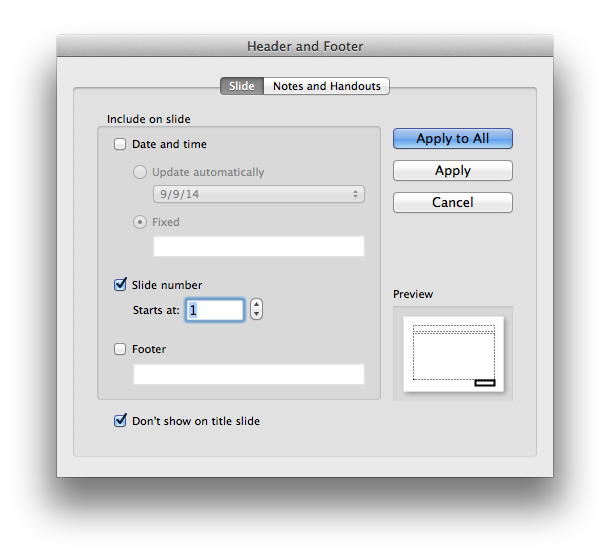 Header and Footer
Slide
Notes and Handouts
Include on slide
Date and time
Update automatically
9/9/14
Fixed
Slide number
Starts at: 1
Footer
Don't show on title slide
Apply to All
Apply
Cancel
Preview